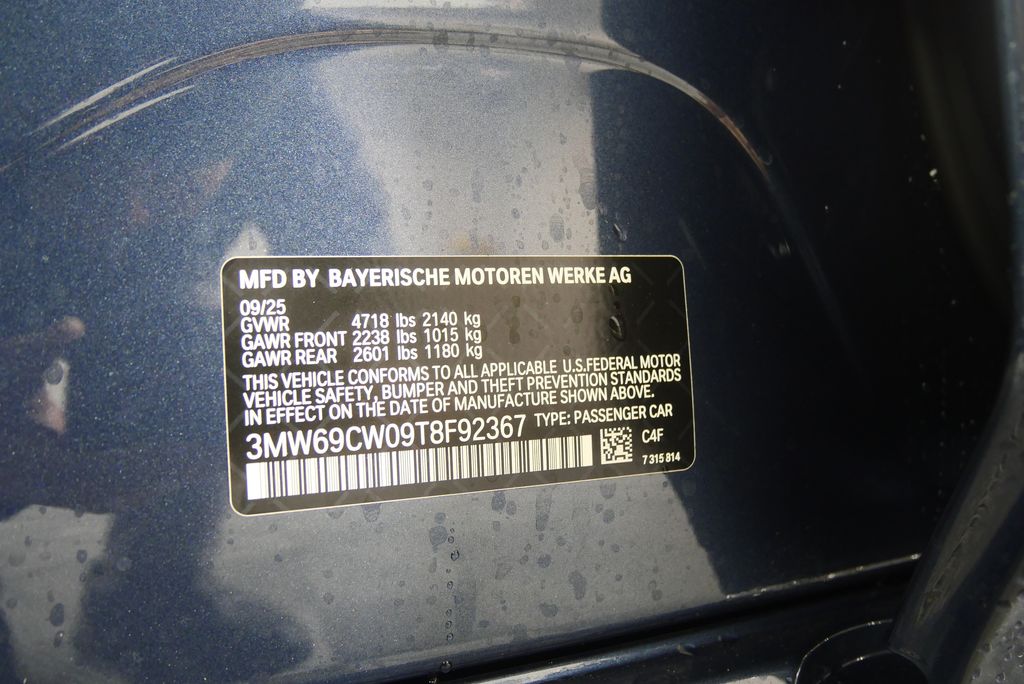 MFD BY BAYERISCHE MOTOREN WERKE AG
09/25
GVWR 4718 lbs 2140 kg
GAWR FRONT 2238 lbs 1015 kg
GAWR REAR 2601 lbs 1180 kg
THIS VEHICLE CONFORMS TO ALL APPLICABLE U.S.FEDERAL MOTOR
VEHICLE SAFETY, BUMPER AND THEFT PREVENTION STANDARDS
IN EFFECT ON THE DATE OF MANUFACTURE SHOWN ABOVE.
3MW69CW09T8F92367 TYPE: PASSENGER CAR
C4F
7 315 814